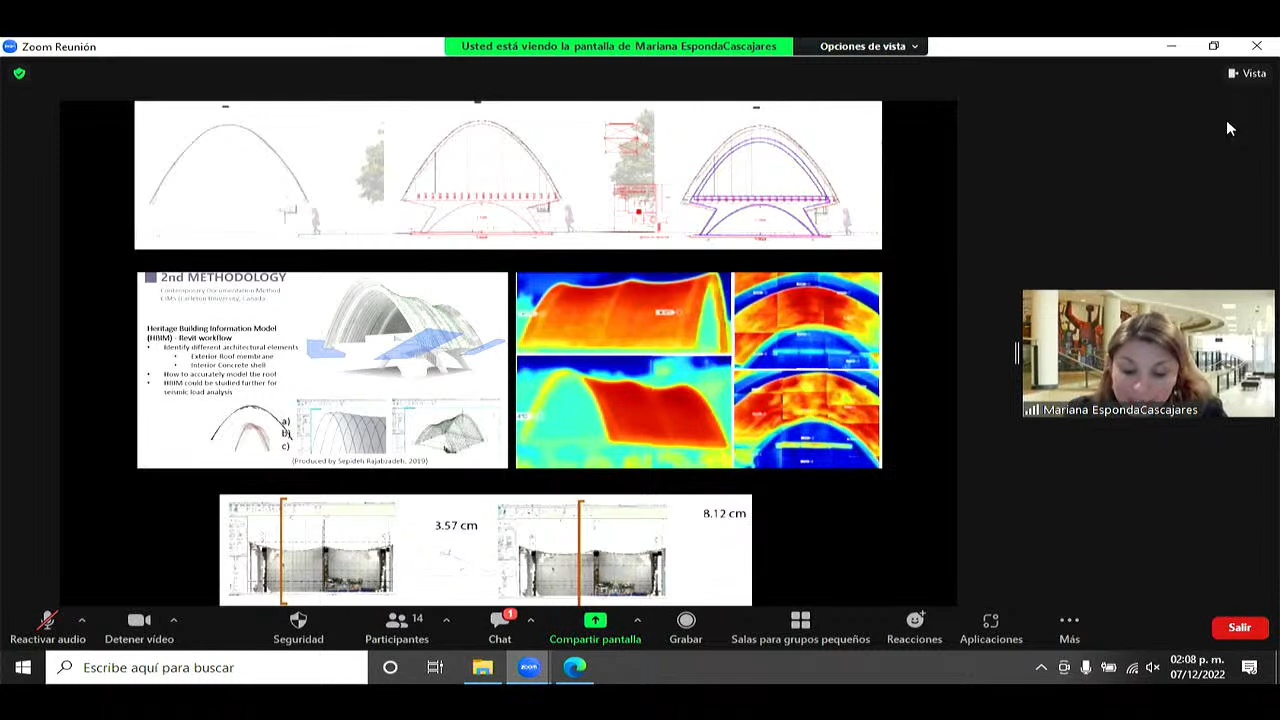 Zoom Reunión
Usted está viendo la pantalla de Mariana EspondaCascajares
Opciones de vista
Vista
2nd METHODOLOGY
Contemporary Documentation Method
CIMS (Carleton University, Canada
Heritage Building Information Model
(HBIM) - Revit workflow
• Identify different architectural elements
• Exterior Roof membrane
• Interior Concrete shell
• How to accurately model the roof
• HBIM could be studied further for
seismic load analysis
a)
b)
c)
(Produced by Sepideh Rajabzadeh, 2019)
3.57 cm
8.12 cm
Mariana EspondaCascajares
Reactivar audio
Detener vídeo
Seguridad
Participantes
14
Chat
1
Compartir pantalla
Grabar
Salas para grupos pequeños
Reacciones
Aplicaciones
Más
Salir
Escribe aquí para buscar
zoom
02:08 p. m.
07/12/2022